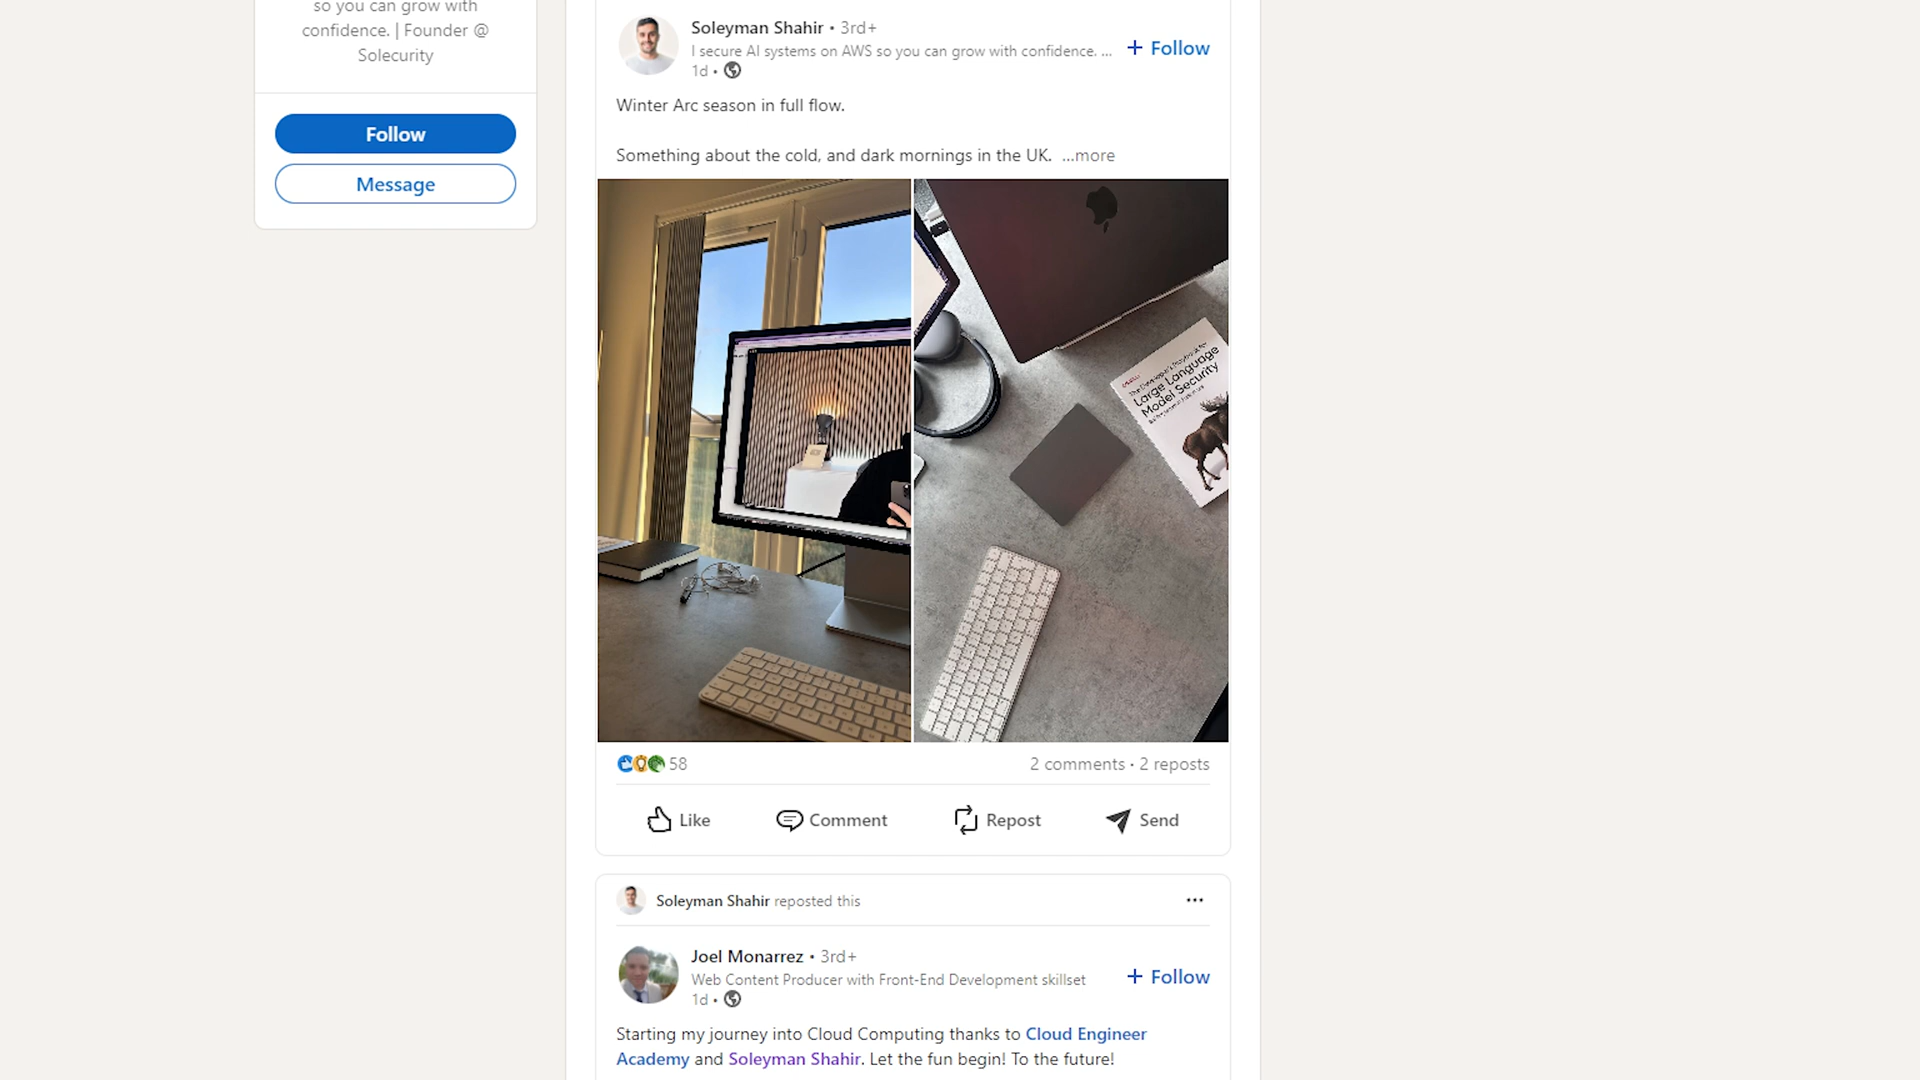 so you can grow with
confidence. | Founder @
Solecurity
Follow
Message
Soleyman Shahir • 3rd+
I secure AI systems on AWS so you can grow with confidence. ...
1d •
+ Follow
Winter Arc season in full flow.
Something about the cold, and dark mornings in the UK. ...more
Large Language
Model Security
58
2 comments • 2 reposts
Like
Comment
Repost
Send
Soleyman Shahir reposted this
Joel Monarrez • 3rd+
Web Content Producer with Front-End Development skillset
1d •
+ Follow
Starting my journey into Cloud Computing thanks to Cloud Engineer
Academy and Soleyman Shahir. Let the fun begin! To the future!